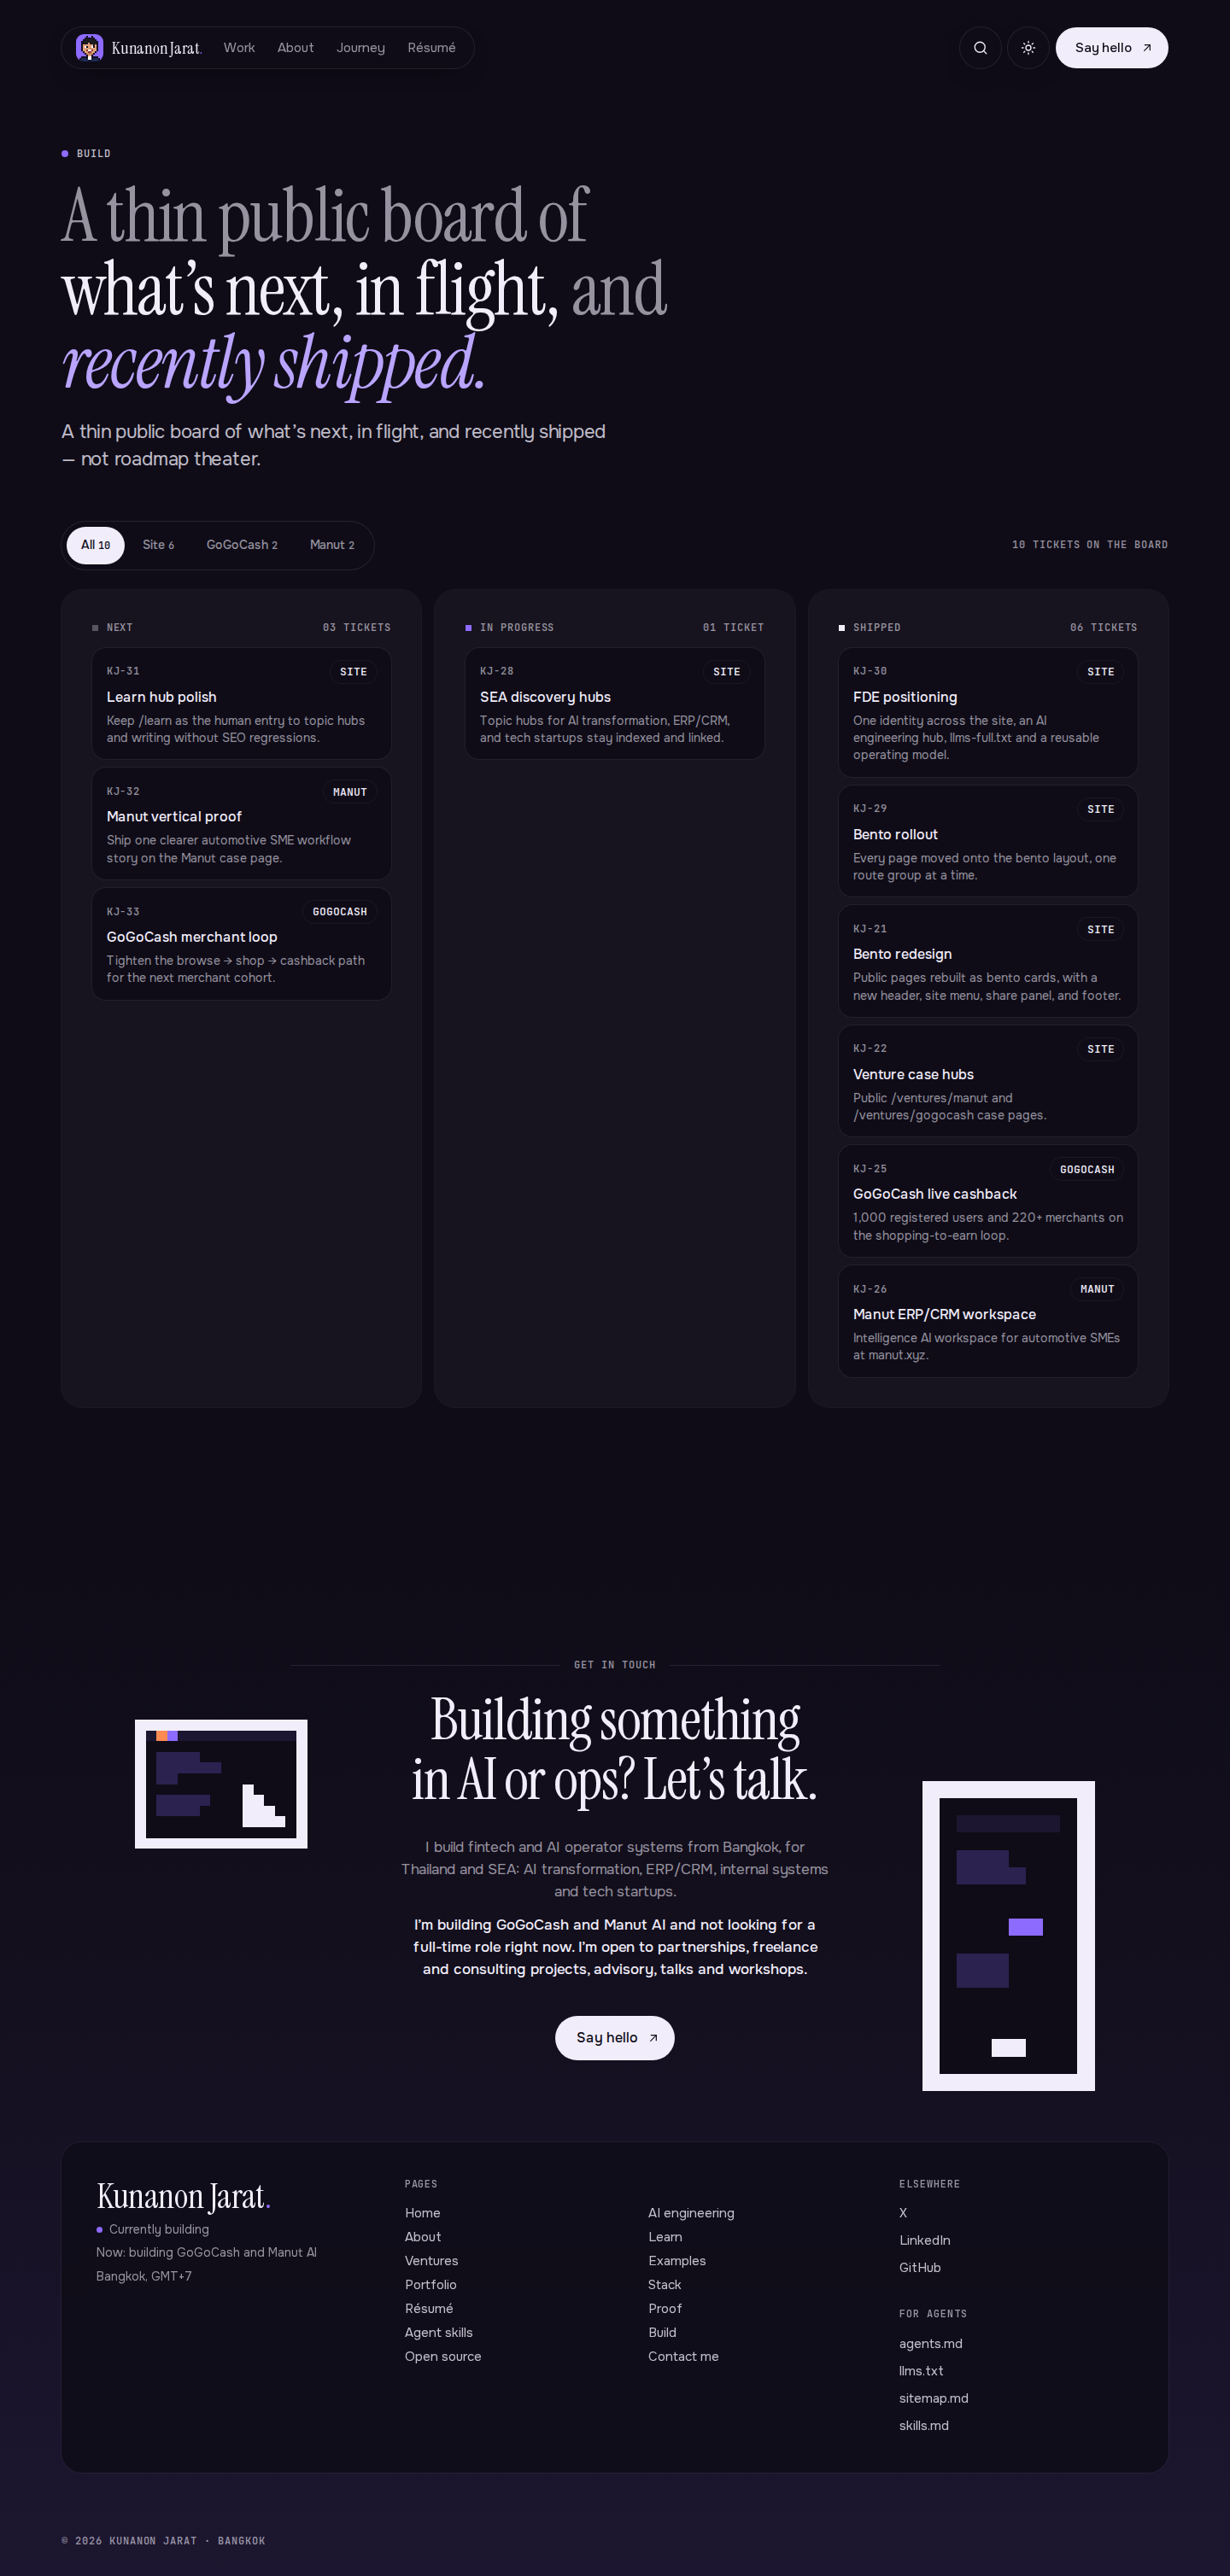 Kunanon Jarat.
Work
About
Journey
Résumé
Say hello
BUILD
A thin public board of
what’s next, in flight, and
recently shipped.
A thin public board of what’s next, in flight, and recently shipped
— not roadmap theater.
All 10
Site 6
GoGoCash 2
Manut 2
10 TICKETS ON THE BOARD
NEXT
03 TICKETS
KJ-31
SITE
Learn hub polish
Keep /learn as the human entry to topic hubs
and writing without SEO regressions.
KJ-32
MANUT
Manut vertical proof
Ship one clearer automotive SME workflow
story on the Manut case page.
KJ-33
GOGOCASH
GoGoCash merchant loop
Tighten the browse → shop → cashback path
for the next merchant cohort.
IN PROGRESS
01 TICKET
KJ-28
SITE
SEA discovery hubs
Topic hubs for AI transformation, ERP/CRM,
and tech startups stay indexed and linked.
SHIPPED
06 TICKETS
KJ-30
SITE
FDE positioning
One identity across the site, an AI
engineering hub, llms-full.txt and a reusable
operating model.
KJ-29
SITE
Bento rollout
Every page moved onto the bento layout, one
route group at a time.
KJ-21
SITE
Bento redesign
Public pages rebuilt as bento cards, with a
new header, site menu, share panel, and footer.
KJ-22
SITE
Venture case hubs
Public /ventures/manut and
/ventures/gogocash case pages.
KJ-25
GOGOCASH
GoGoCash live cashback
1,000 registered users and 220+ merchants on
the shopping-to-earn loop.
KJ-26
MANUT
Manut ERP/CRM workspace
Intelligence AI workspace for automotive SMEs
at manut.xyz.
GET IN TOUCH
Building something
in AI or ops? Let’s talk.
I build fintech and AI operator systems from Bangkok, for
Thailand and SEA: AI transformation, ERP/CRM, internal systems
and tech startups.
I’m building GoGoCash and Manut AI and not looking for a
full-time role right now. I’m open to partnerships, freelance
and consulting projects, advisory, talks and workshops.
Say hello
Kunanon Jarat.
Currently building
Now: building GoGoCash and Manut AI
Bangkok, GMT+7
PAGES
Home
About
Ventures
Portfolio
Résumé
Agent skills
Open source
AI engineering
Learn
Examples
Stack
Proof
Build
Contact me
ELSEWHERE
X
LinkedIn
GitHub
FOR AGENTS
agents.md
llms.txt
sitemap.md
skills.md
© 2026 KUNANON JARAT · BANGKOK